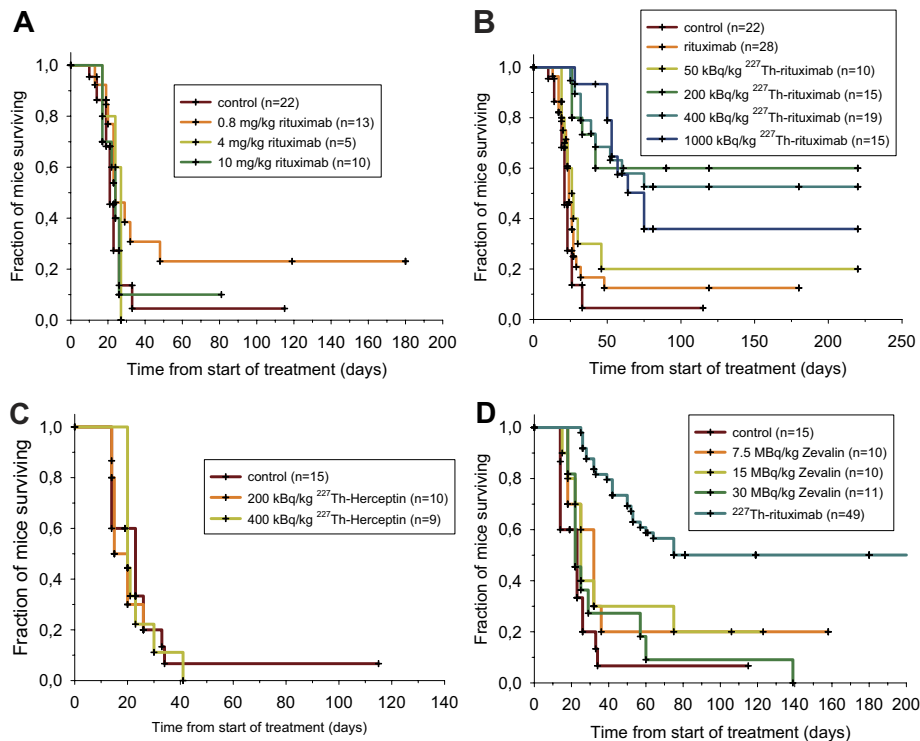 A
1,0
0,8
0,6
0,4
0,2
0,0
Fraction of mice surviving
control (n=22)
0.8 mg/kg rituximab (n=13)
4 mg/kg rituximab (n=5)
10 mg/kg rituximab (n=10)
0 20 40 60 80 100 120 140 160 180 200
Time from start of treatment (days)
B
1,0
0,8
0,6
0,4
0,2
0,0
Fraction of mice surviving
control (n=22)
rituximab (n=28)
50 kBq/kg ²²⁷Th-rituximab (n=10)
200 kBq/kg ²²⁷Th-rituximab (n=15)
400 kBq/kg ²²⁷Th-rituximab (n=19)
1000 kBq/kg ²²⁷Th-rituximab (n=15)
0 50 100 150 200 250
Time from start of treatment (days)
C
1,0
0,8
0,6
0,4
0,2
0,0
Fraction of mice surviving
control (n=15)
200 kBq/kg ²²⁷Th-Herceptin (n=10)
400 kBq/kg ²²⁷Th-Herceptin (n=9)
0 20 40 60 80 100 120 140
Time from start of treatment (days)
D
1,0
0,8
0,6
0,4
0,2
0,0
Fraction of mice surviving
control (n=15)
7.5 MBq/kg Zevalin (n=10)
15 MBq/kg Zevalin (n=10)
30 MBq/kg Zevalin (n=11)
²²⁷Th-rituximab (n=49)
0 20 40 60 80 100 120 140 160 180 200
Time from start of treatment (days)